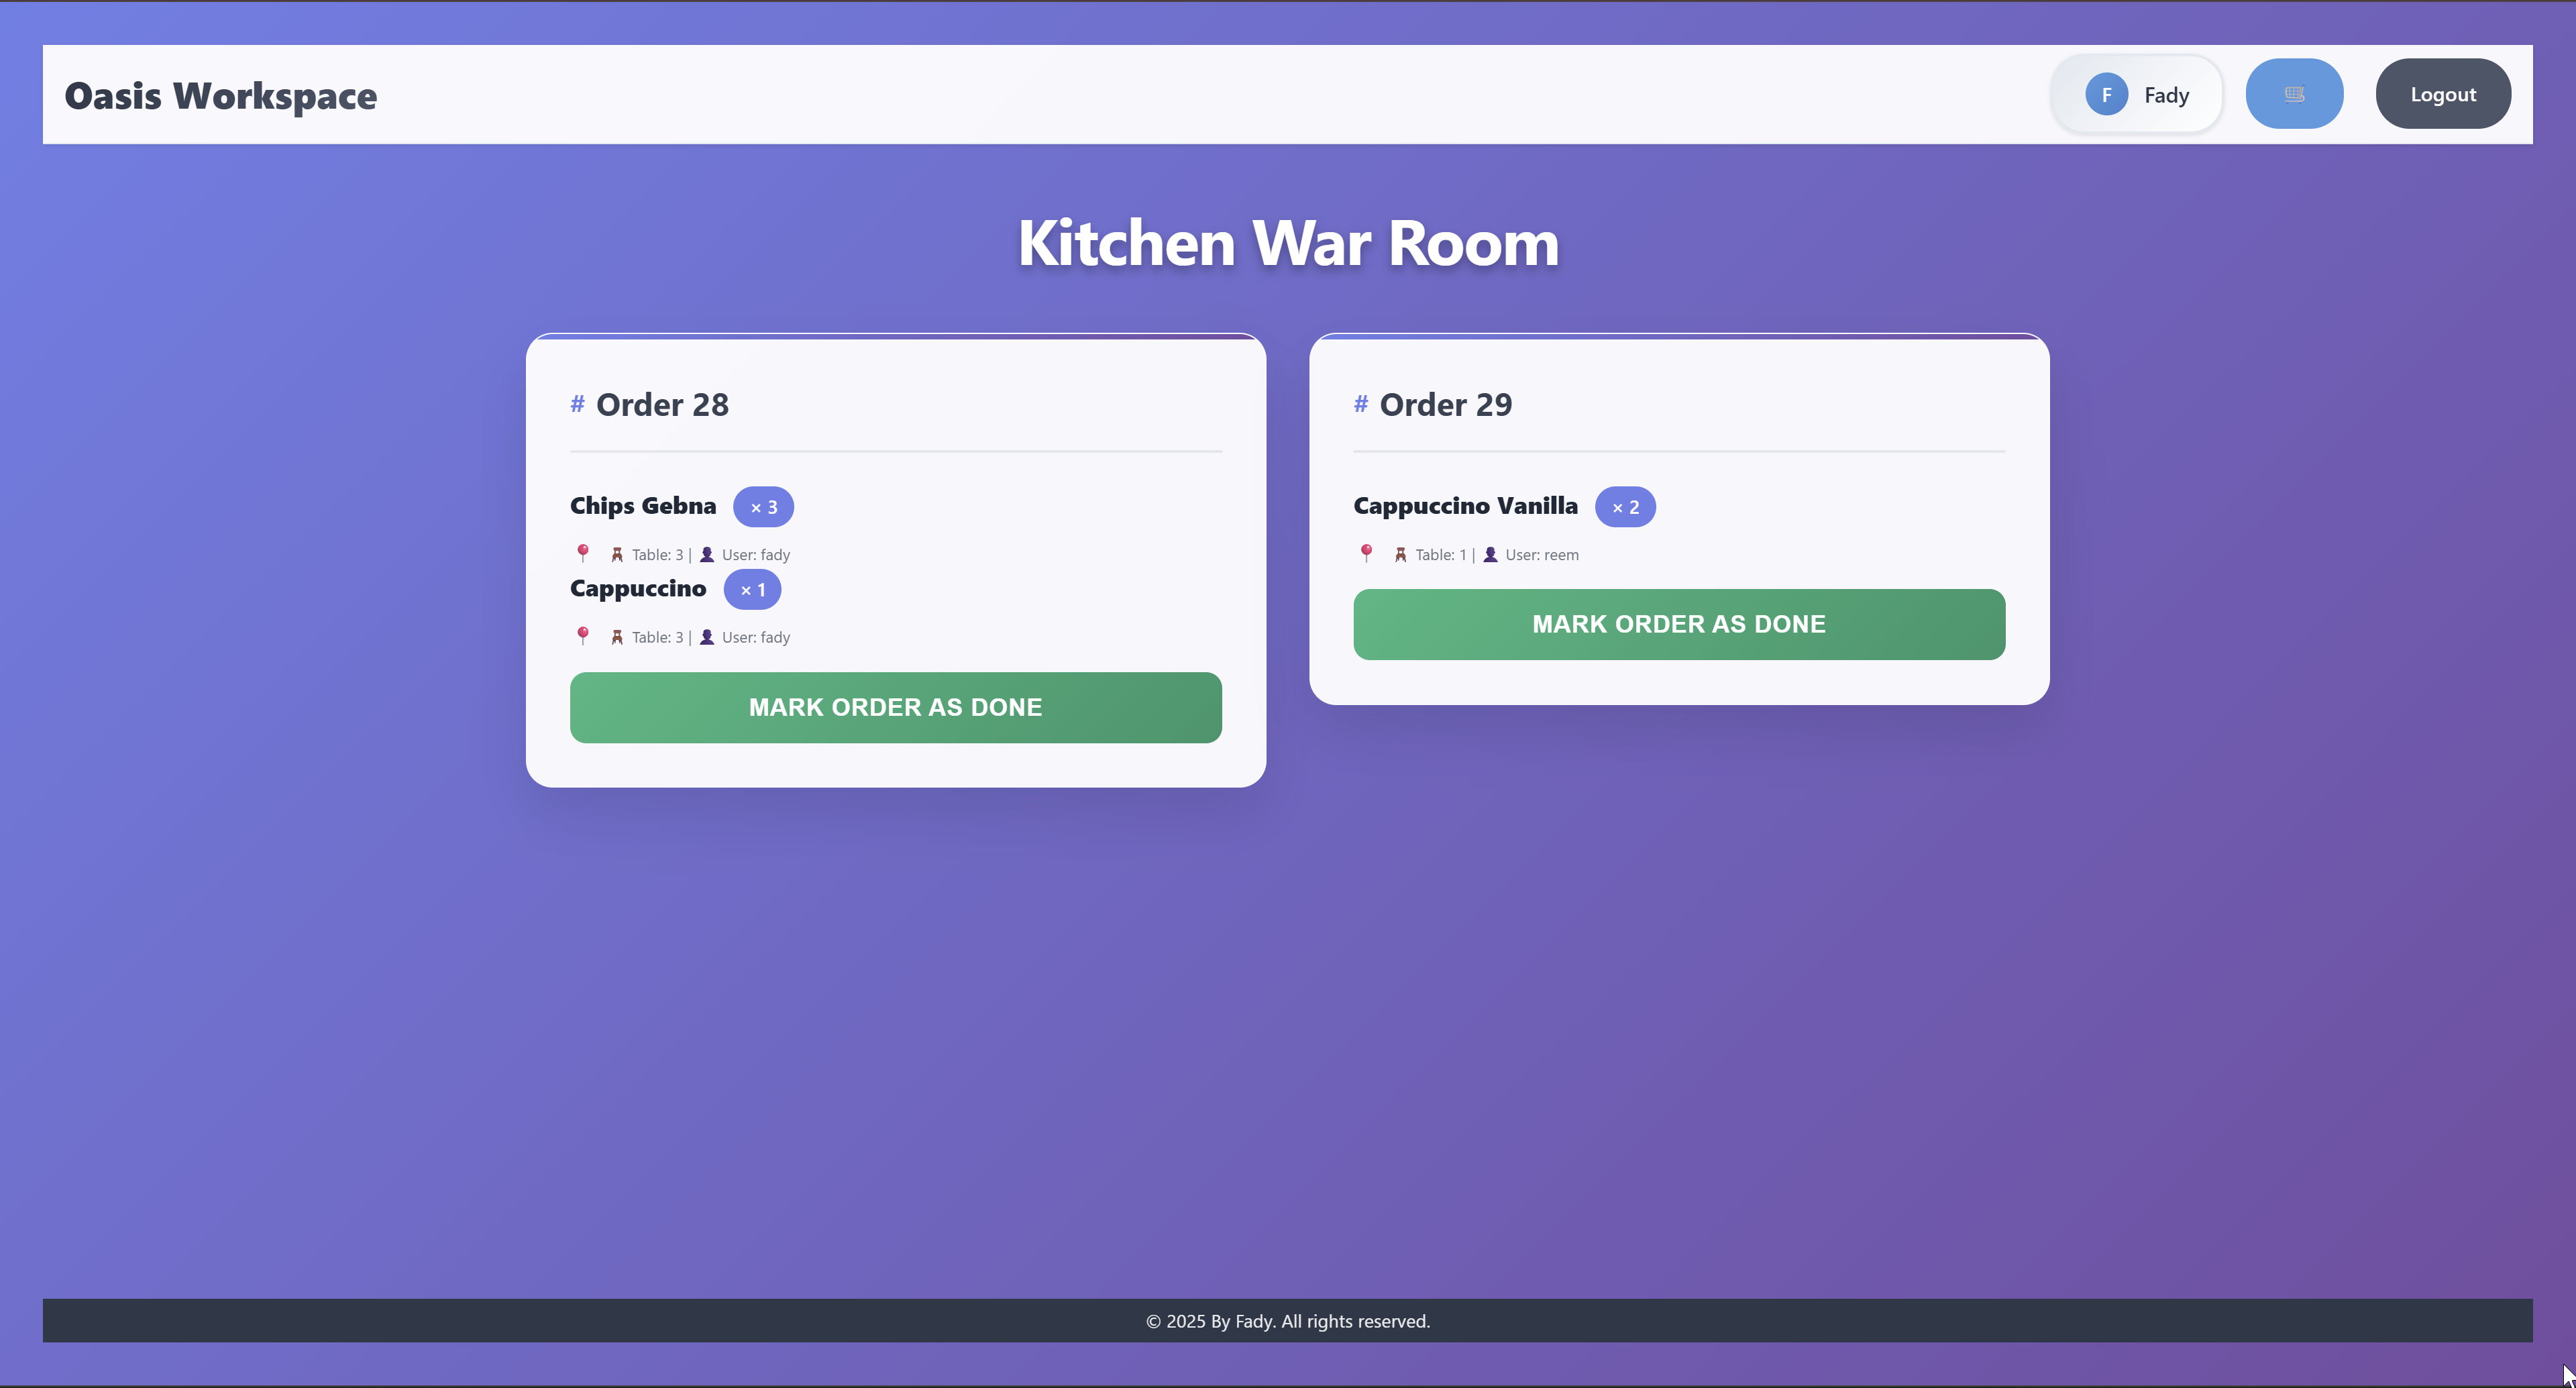 Oasis Workspace
F Fady
Logout
Kitchen War Room
# Order 28
Chips Gebna × 3
Table: 3 | User: fady
Cappuccino × 1
Table: 3 | User: fady
MARK ORDER AS DONE
# Order 29
Cappuccino Vanilla × 2
Table: 1 | User: reem
MARK ORDER AS DONE
© 2025 By Fady. All rights reserved.